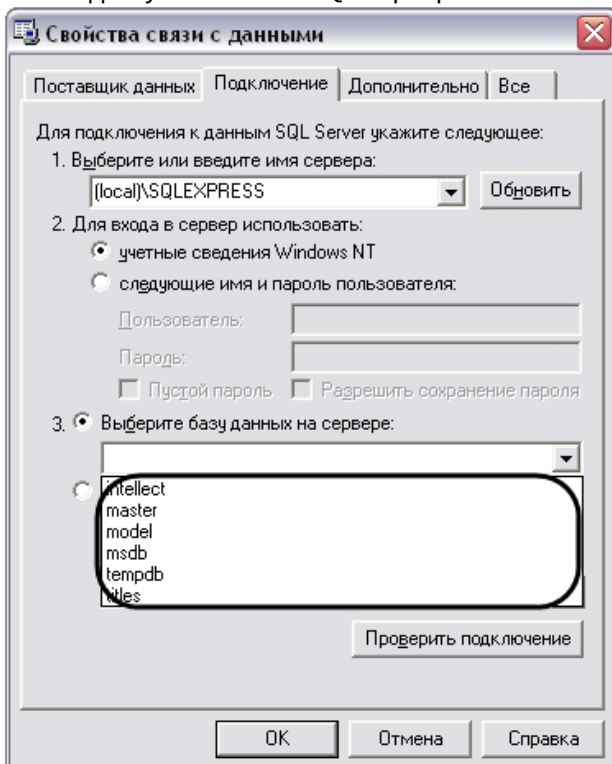 Свойства связи с данными
Поставщик данных Подключение Дополнительно Все
Для подключения к данным SQL Server укажите следующее:
1. Выберите или введите имя сервера:
(local)\SQLEXPRESS Обновить
2. Для входа в сервер использовать:
учетные сведения Windows NT
следующие имя и пароль пользователя:
Пользователь:
Пароль:
Пустой пароль Разрешить сохранение пароля
3. Выберите базу данных на сервере:
intellect
master
model
msdb
tempdb
titles
Проверить подключение
OK Отмена Справка